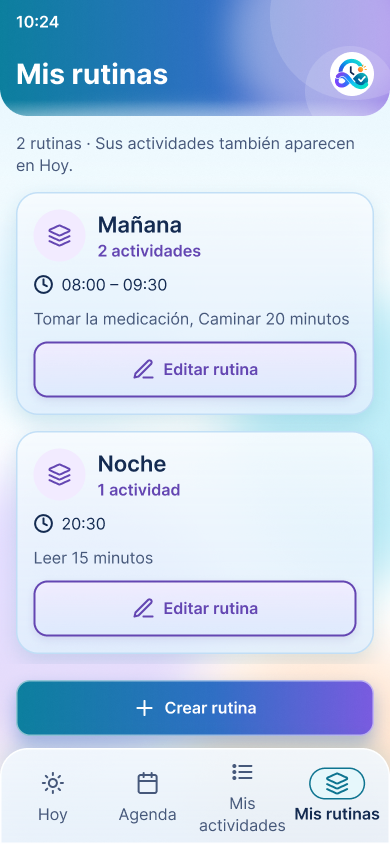 10:24
Mis rutinas
2 rutinas · Sus actividades también aparecen
en Hoy.
Mañana
2 actividades
08:00 – 09:30
Tomar la medicación, Caminar 20 minutos
Editar rutina
Noche
1 actividad
20:30
Leer 15 minutos
Editar rutina
Crear rutina
Hoy
Agenda
Mis
actividades
Mis rutinas